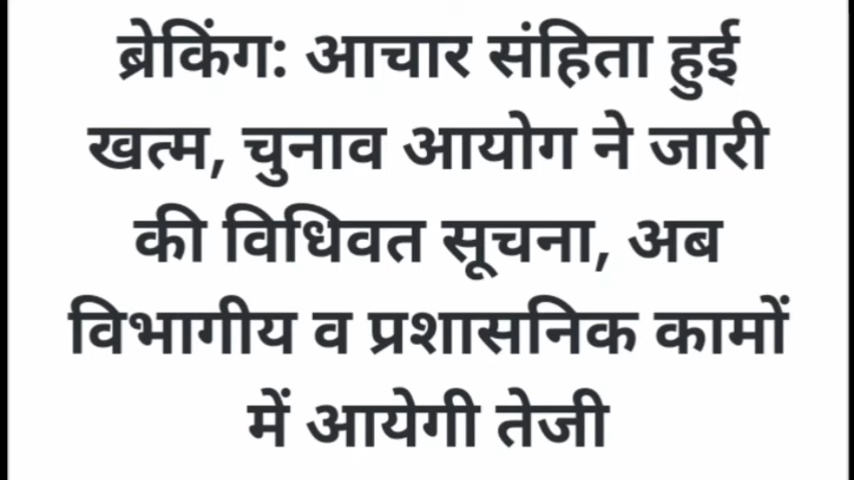 ब्रेकिंग: आचार संहिता हुई
खत्म, चुनाव आयोग ने जारी
की विधिवत सूचना, अब
विभागीय व प्रशासनिक कामों
में आयेगी तेजी